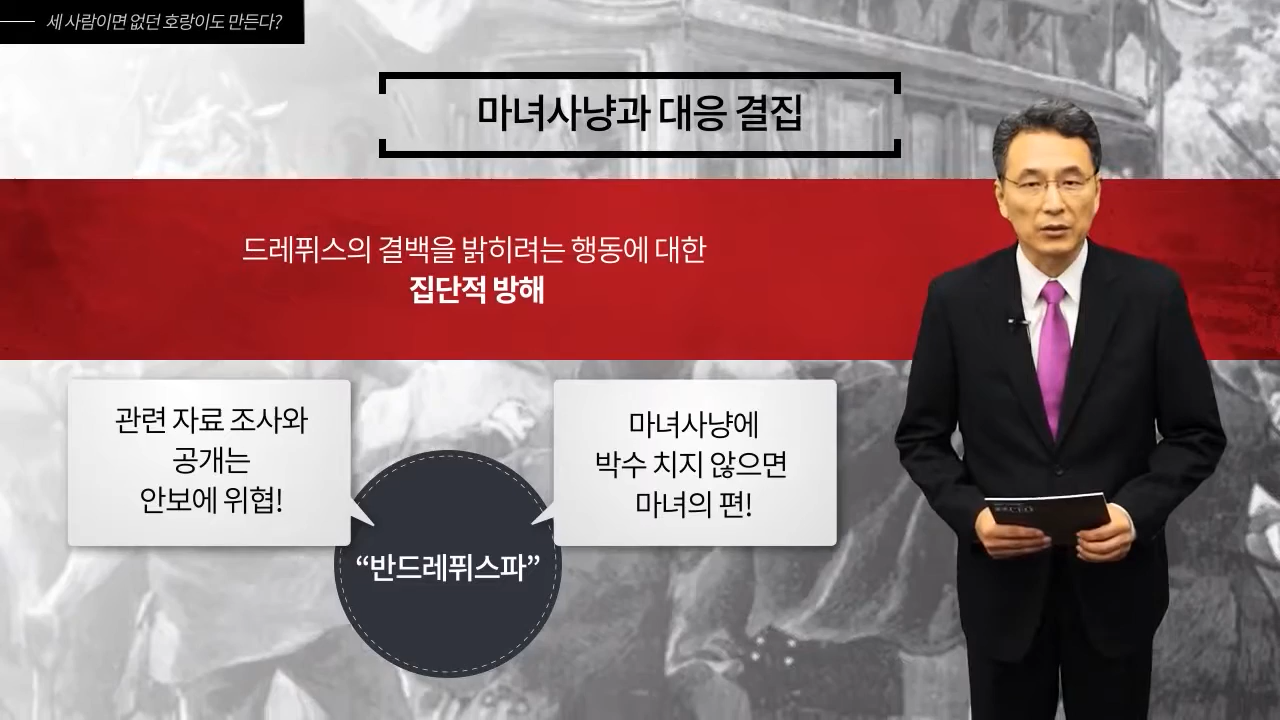 세 사람이면 없던 호랑이도 만든다?
마녀사냥과 대응 결집
드레퓌스의 결백을 밝히려는 행동에 대한
집단적 방해
관련 자료 조사와
공개는
안보에 위협!
마녀사냥에
박수 치지 않으면
마녀의 편!
“반드레퓌스파”